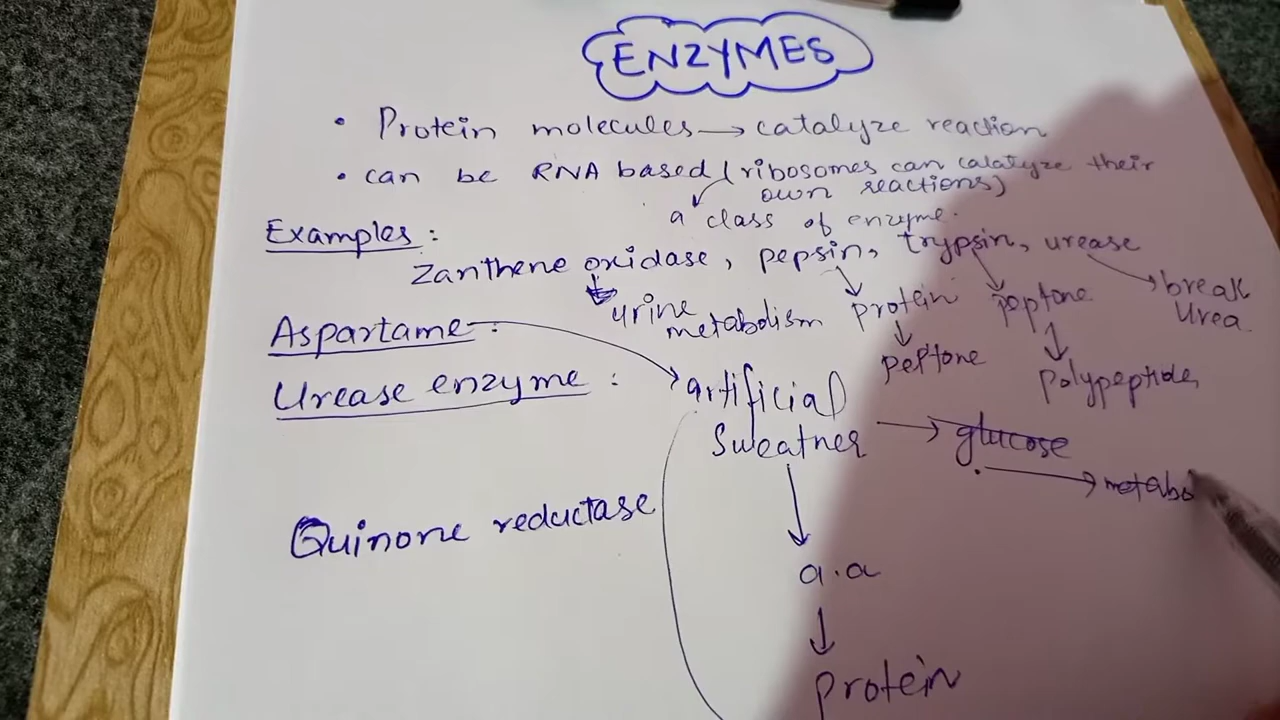 ENZYMES
• Protein molecules → catalyze reaction
• can be RNA based (ribosomes can catalyze their
own reactions)
a class of enzyme.
Examples:
Zanthene oxidase, pepsin, trypsin, urease
urine
metabolism
protein
peptone
peptone
polypeptide,
break
Urea
Aspartame :
Urease enzyme :
artificial
Sweatner → glucose
→ metabo
Quinone reductase
a.a
protein